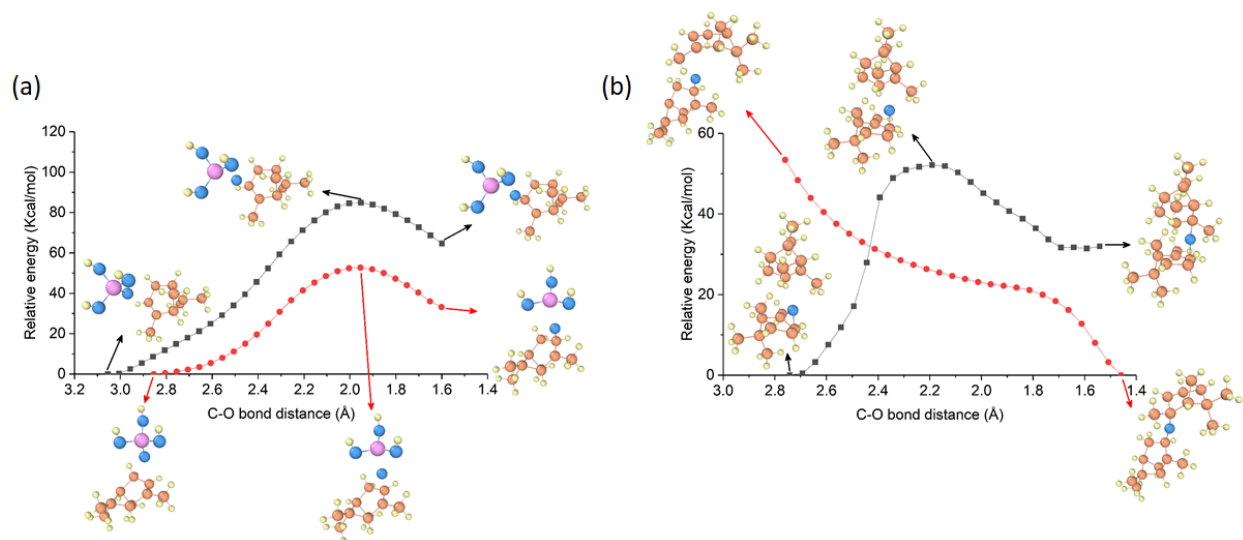 (a)
(b)
120
100
80
60
40
20
0
Relative energy (Kcal/mol)
3.2 3.0 2.8 2.6 2.4 2.2 2.0 1.8 1.6 1.4
C-O bond distance (Å)
60
40
20
0
Relative energy (Kcal/mol)
3.0 2.8 2.6 2.4 2.2 2.0 1.8 1.6 1.4
C-O bond distance (Å)